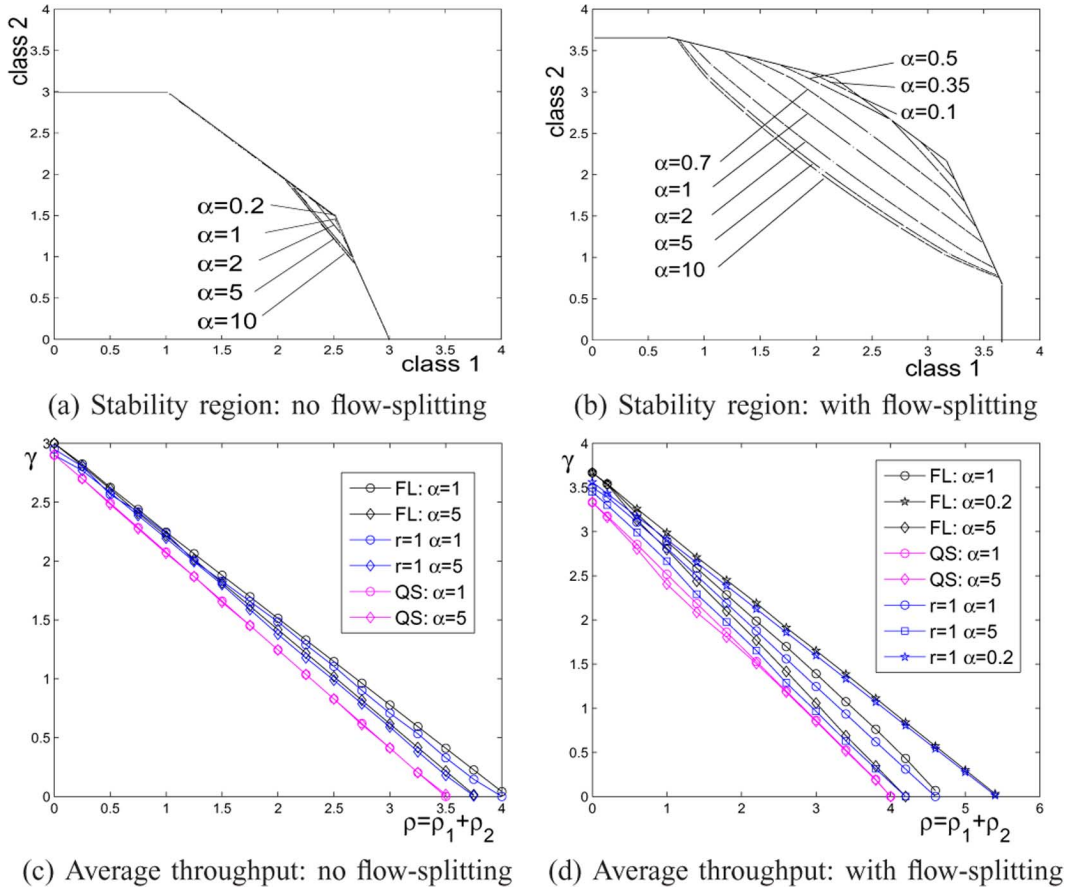 class 2
4
3.5
3
2.5
2
1.5
1
0.5
0
α=0.2
α=1
α=2
α=5
α=10
0 0.5 1 1.5 2 2.5 3 3.5 4
class 1
(a) Stability region: no flow-splitting
class 2
4
3.5
3
2.5
2
1.5
1
0.5
0
α=0.5
α=0.35
α=0.1
α=0.7
α=1
α=2
α=5
α=10
0 0.5 1 1.5 2 2.5 3 3.5 4
class 1
(b) Stability region: with flow-splitting
γ
3
2.5
2
1.5
1
0.5
0
FL: α=1
FL: α=5
r=1 α=1
r=1 α=5
QS: α=1
QS: α=5
0 0.5 1 1.5 2 2.5 3 3.5 4
ρ=ρ1+ρ2
(c) Average throughput: no flow-splitting
γ
4
3.5
3
2.5
2
1.5
1
0.5
0
FL: α=1
FL: α=0.2
FL: α=5
QS: α=1
QS: α=5
r=1 α=1
r=1 α=5
r=1 α=0.2
0 1 2 3 4 5 6
ρ=ρ1+ρ2
(d) Average throughput: with flow-splitting